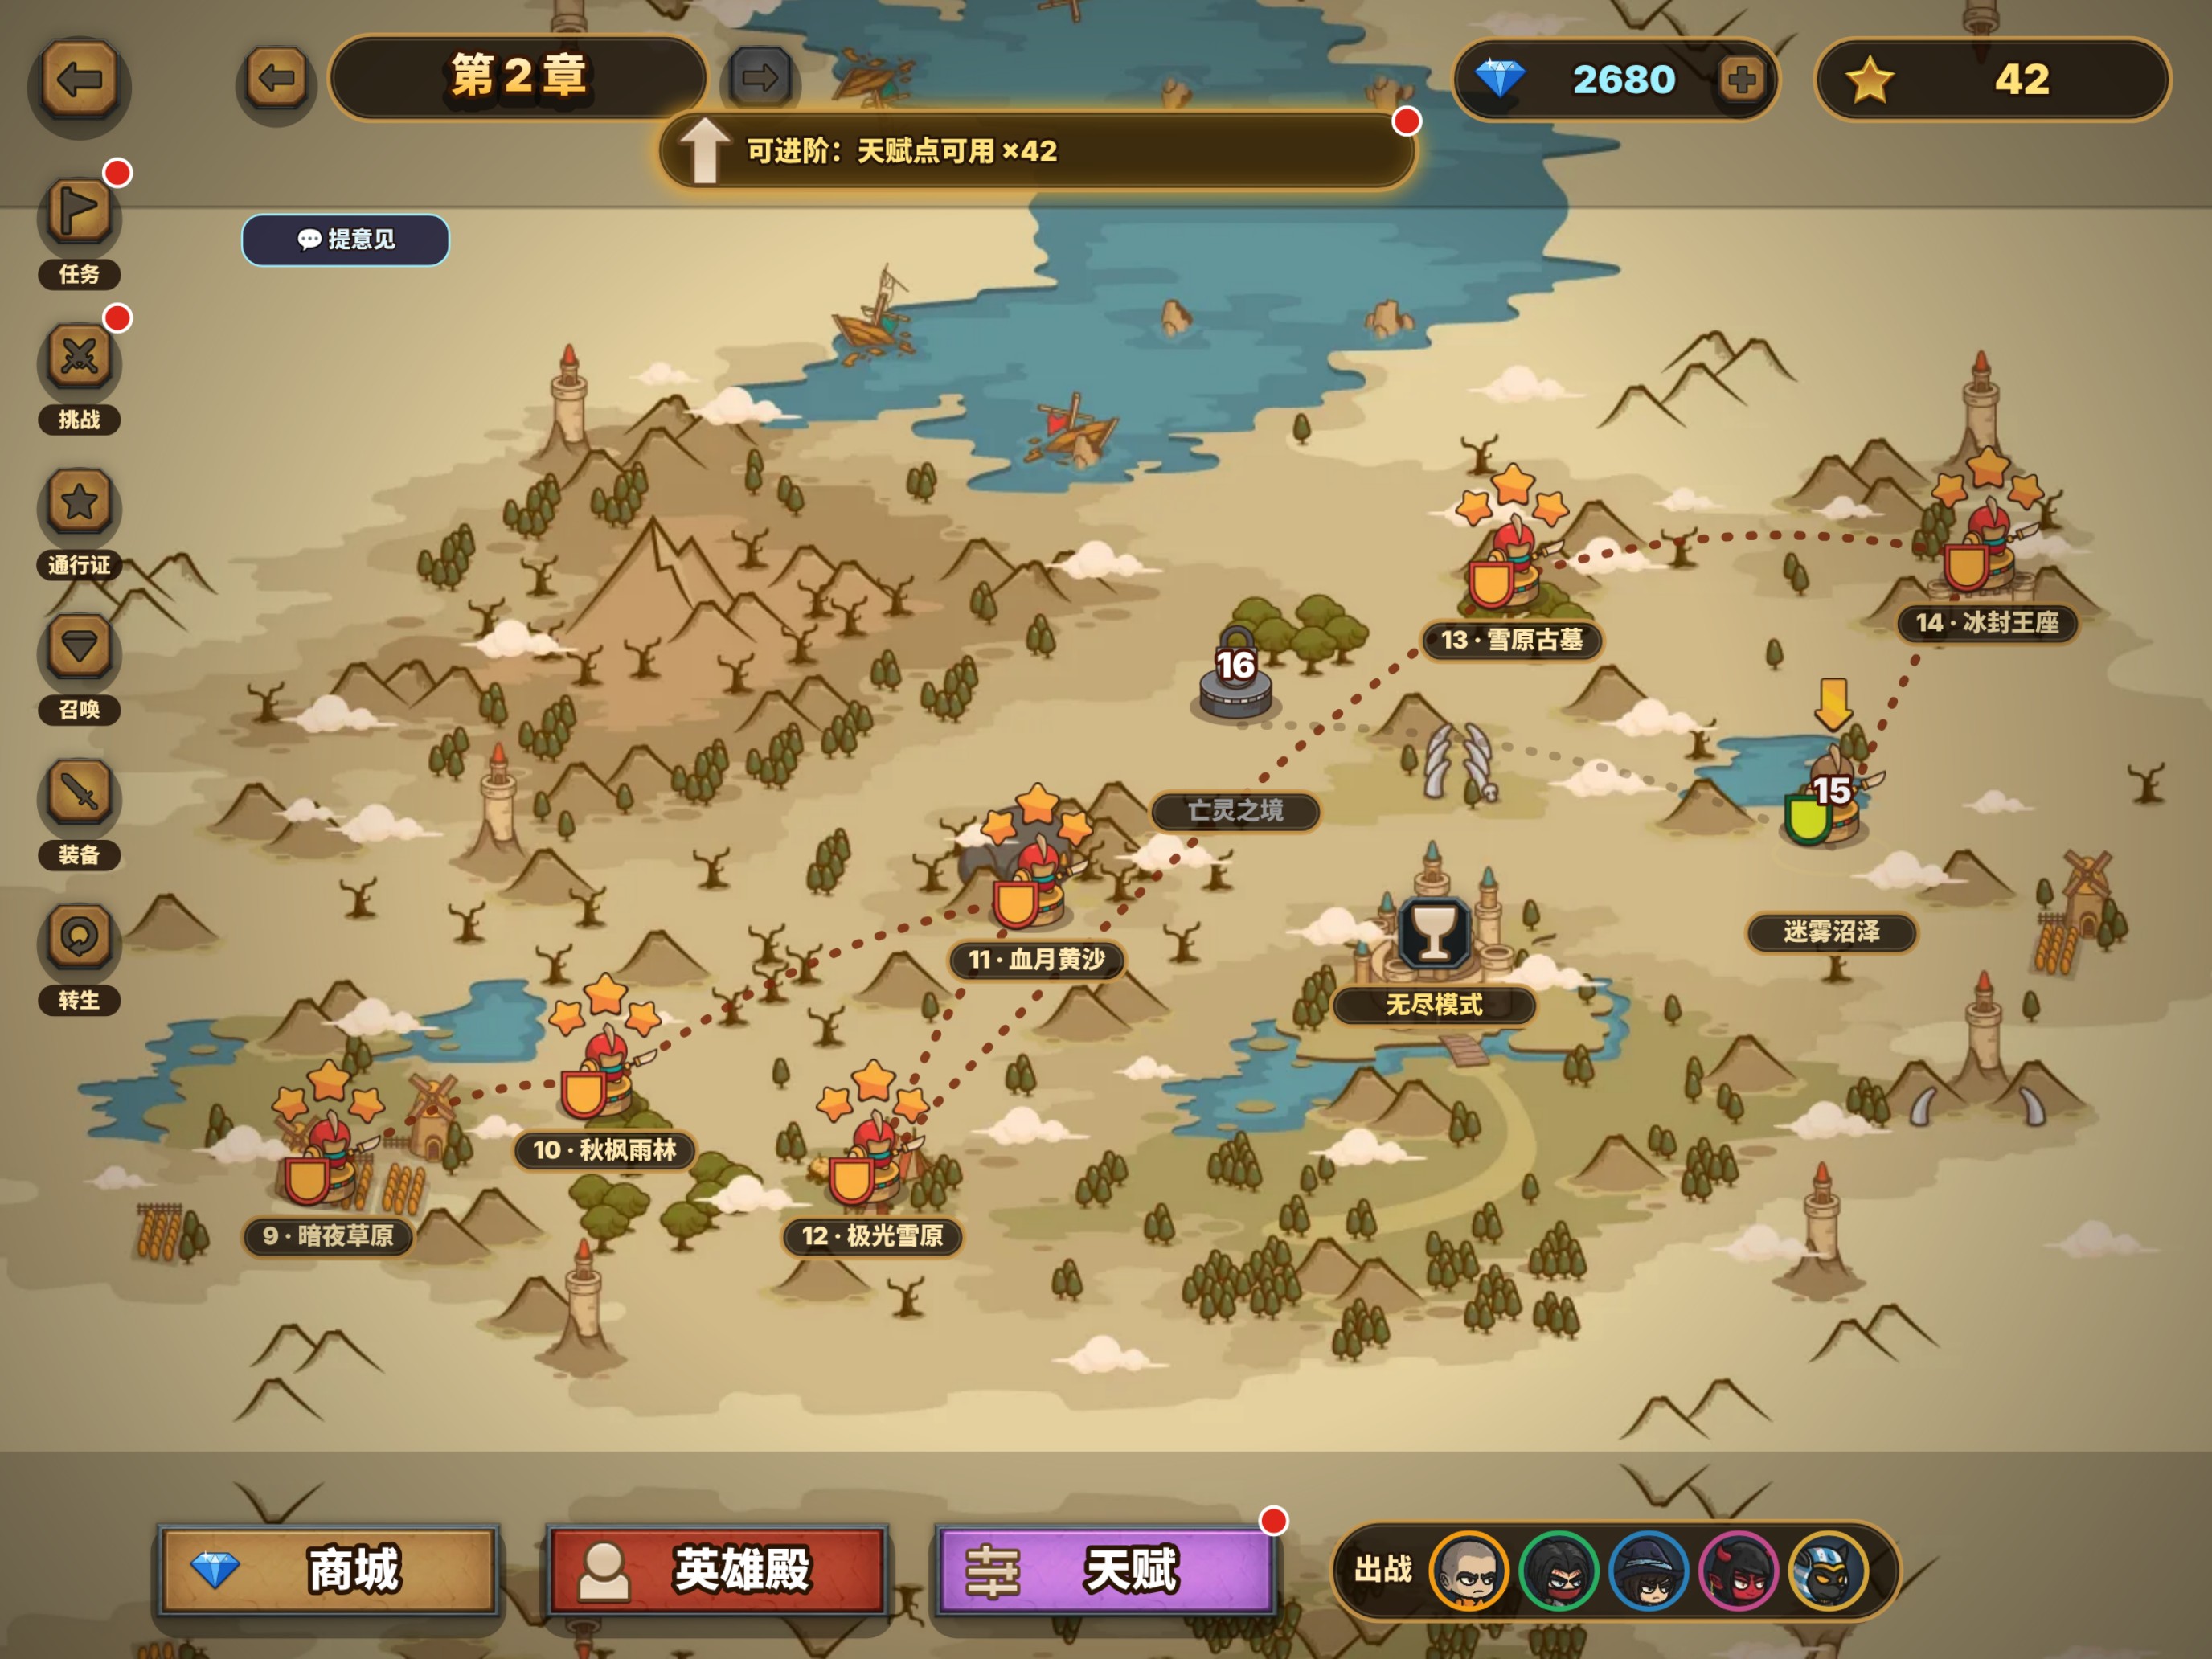 第2章
2680
42
可进阶：天赋点可用 ×42
提意见
任务
挑战
通行证
召唤
装备
转生
13 · 雪原古墓
14 · 冰封王座
16
亡灵之境
15
迷雾沼泽
11 · 血月黄沙
无尽模式
10 · 秋枫雨林
9 · 暗夜草原
12 · 极光雪原
商城
英雄殿
天赋
出战